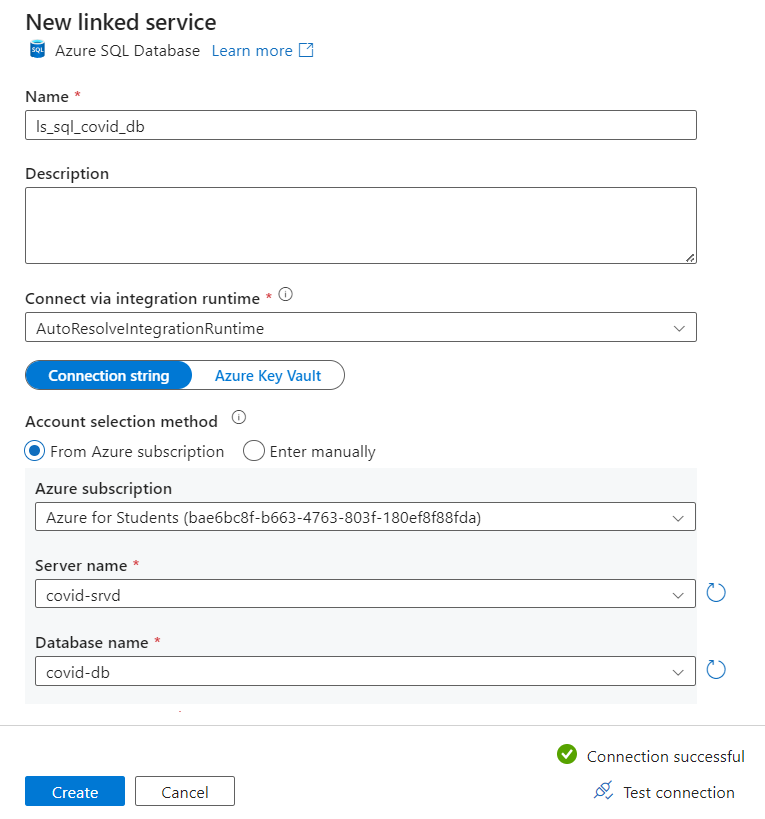 New linked service
SQL Azure SQL Database Learn more
Name *
ls_sql_covid_db
Description
Connect via integration runtime *
AutoResolveIntegrationRuntime
Connection string Azure Key Vault
Account selection method
From Azure subscription Enter manually
Azure subscription
Azure for Students (bae6bc8f-b663-4763-803f-180ef8f88fda)
Server name *
covid-srvd
Database name *
covid-db
Connection successful
Create Cancel Test connection